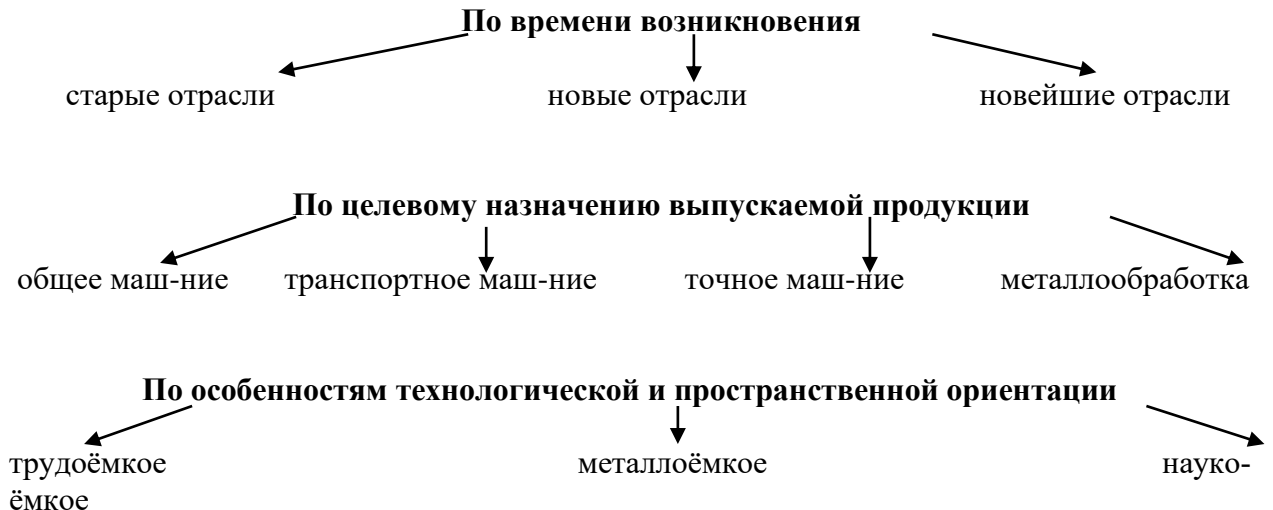 По времени возникновения
старые отрасли новые отрасли новейшие отрасли
По целевому назначению выпускаемой продукции
общее маш-ние транспортное маш-ние точное маш-ние металлообработка
По особенностям технологической и пространственной ориентации
трудоёмкое металлоёмкое науко-
ёмкое